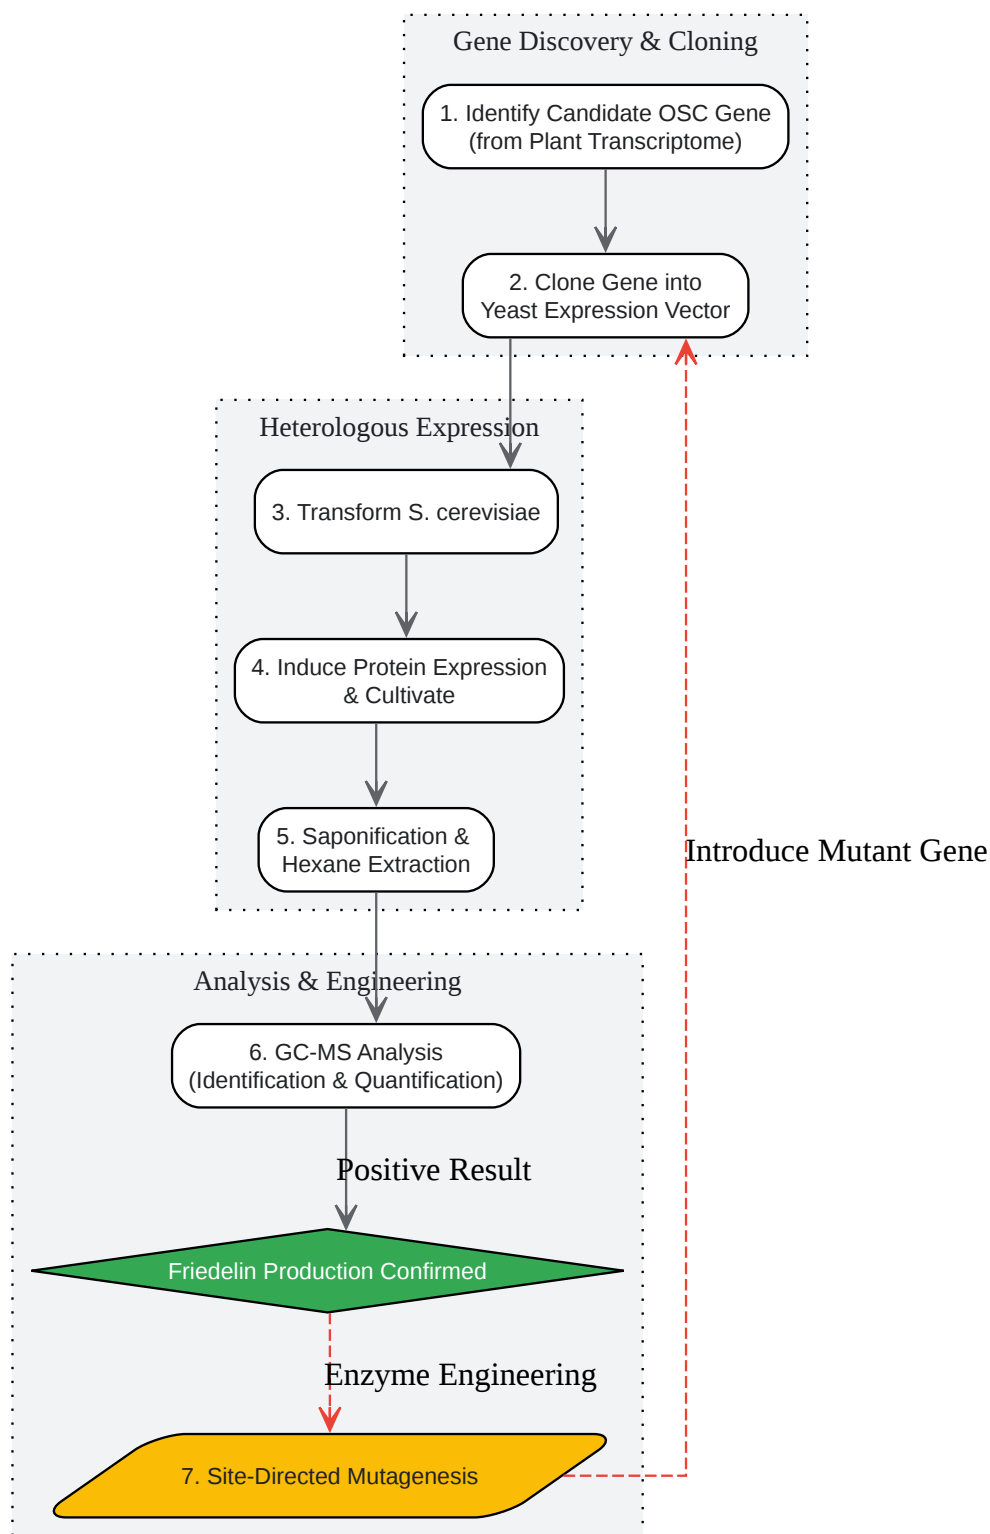 Gene Discovery & Cloning
1. Identify Candidate OSC Gene
(from Plant Transcriptome)
2. Clone Gene into
Yeast Expression Vector
Heterologous Expression
3. Transform S. cerevisiae
4. Induce Protein Expression
& Cultivate
5. Saponification &
Hexane Extraction
Introduce Mutant Gene
Analysis & Engineering
6. GC-MS Analysis
(Identification & Quantification)
Positive Result
Friedelin Production Confirmed
Enzyme Engineering
7. Site-Directed Mutagenesis